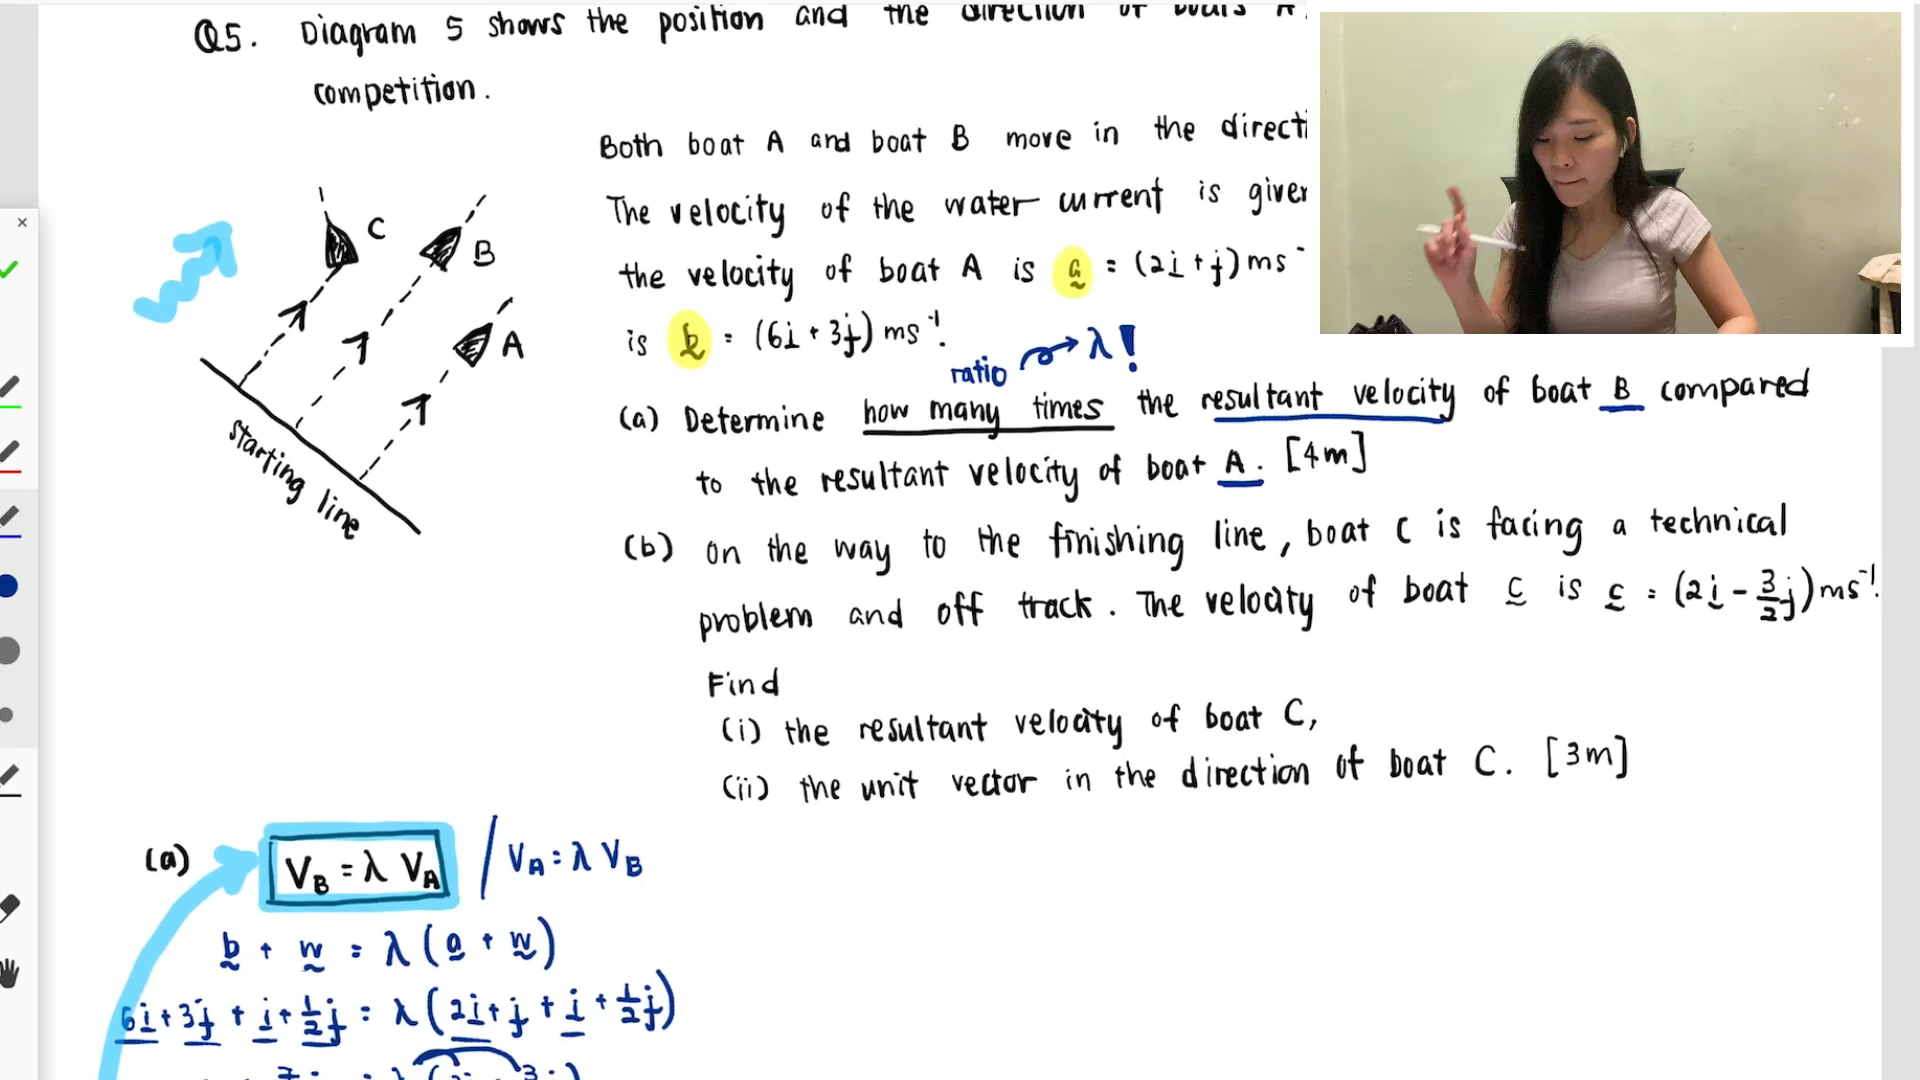 Q5. Diagram 5 shows the position and the direction of boats A
competition.
Both boat A and boat B move in the directi
The velocity of the water current is given
the velocity of boat A is a = (2i + j) ms⁻
is b = (6i + 3j) ms⁻¹.
ratio → λ!
(a) Determine how many times the resultant velocity of boat B compared
to the resultant velocity of boat A. [4m]
(b) on the way to the finishing line, boat C is facing a technical
problem and off track. The velocity of boat c is c = (2i - 3/2 j) ms⁻¹.
Find
(i) the resultant velocity of boat C,
(ii) the unit vector in the direction of boat C. [3m]
C
B
A
starting line
(a) V_B = λ V_A / V_A = λ V_B
b + w = λ (a + w)
6i + 3j + i + 1/2 j = λ (2i + j + i + 1/2 j)